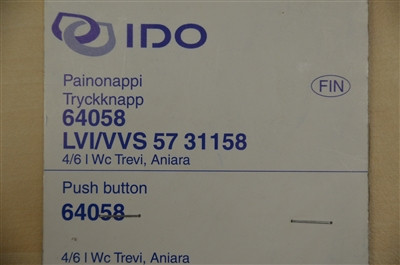 IDO
Painonappi
Tryckknapp
FIN
64058
LVI/VVS 57 31158
4/6 l Wc Trevi, Aniara
Push button
64058
4/6 l Wc Trevi, Aniara